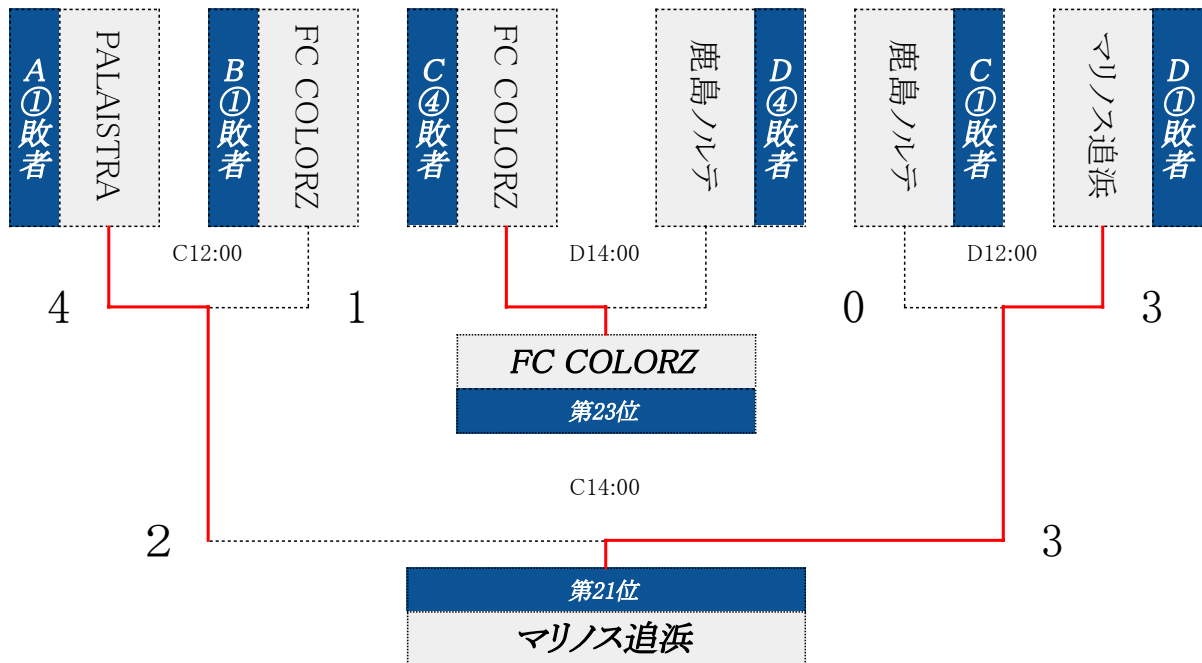 A①敗者
PALAISTRA
B①敗者
FC COLORZ
C④敗者
FC COLORZ
鹿島ノルテ
D④敗者
鹿島ノルテ
C①敗者
マリノス追浜
D①敗者
C12:00
D14:00
D12:00
4
1
0
3
FC COLORZ
第23位
C14:00
2
3
第21位
マリノス追浜